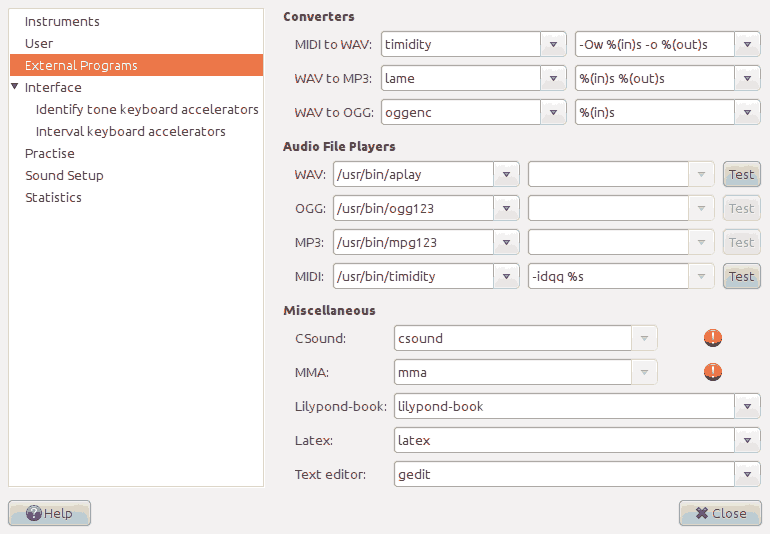 Instruments
User
External Programs
Interface
Identify tone keyboard accelerators
Interval keyboard accelerators
Practise
Sound Setup
Statistics
Converters
MIDI to WAV: timidity -Ow %(in)s -o %(out)s
WAV to MP3: lame %(in)s %(out)s
WAV to OGG: oggenc %(in)s
Audio File Players
WAV: /usr/bin/aplay Test
OGG: /usr/bin/ogg123 Test
MP3: /usr/bin/mpg123 Test
MIDI: /usr/bin/timidity -idqq %s Test
Miscellaneous
CSound: csound
MMA: mma
Lilypond-book: lilypond-book
Latex: latex
Text editor: gedit
Help
Close